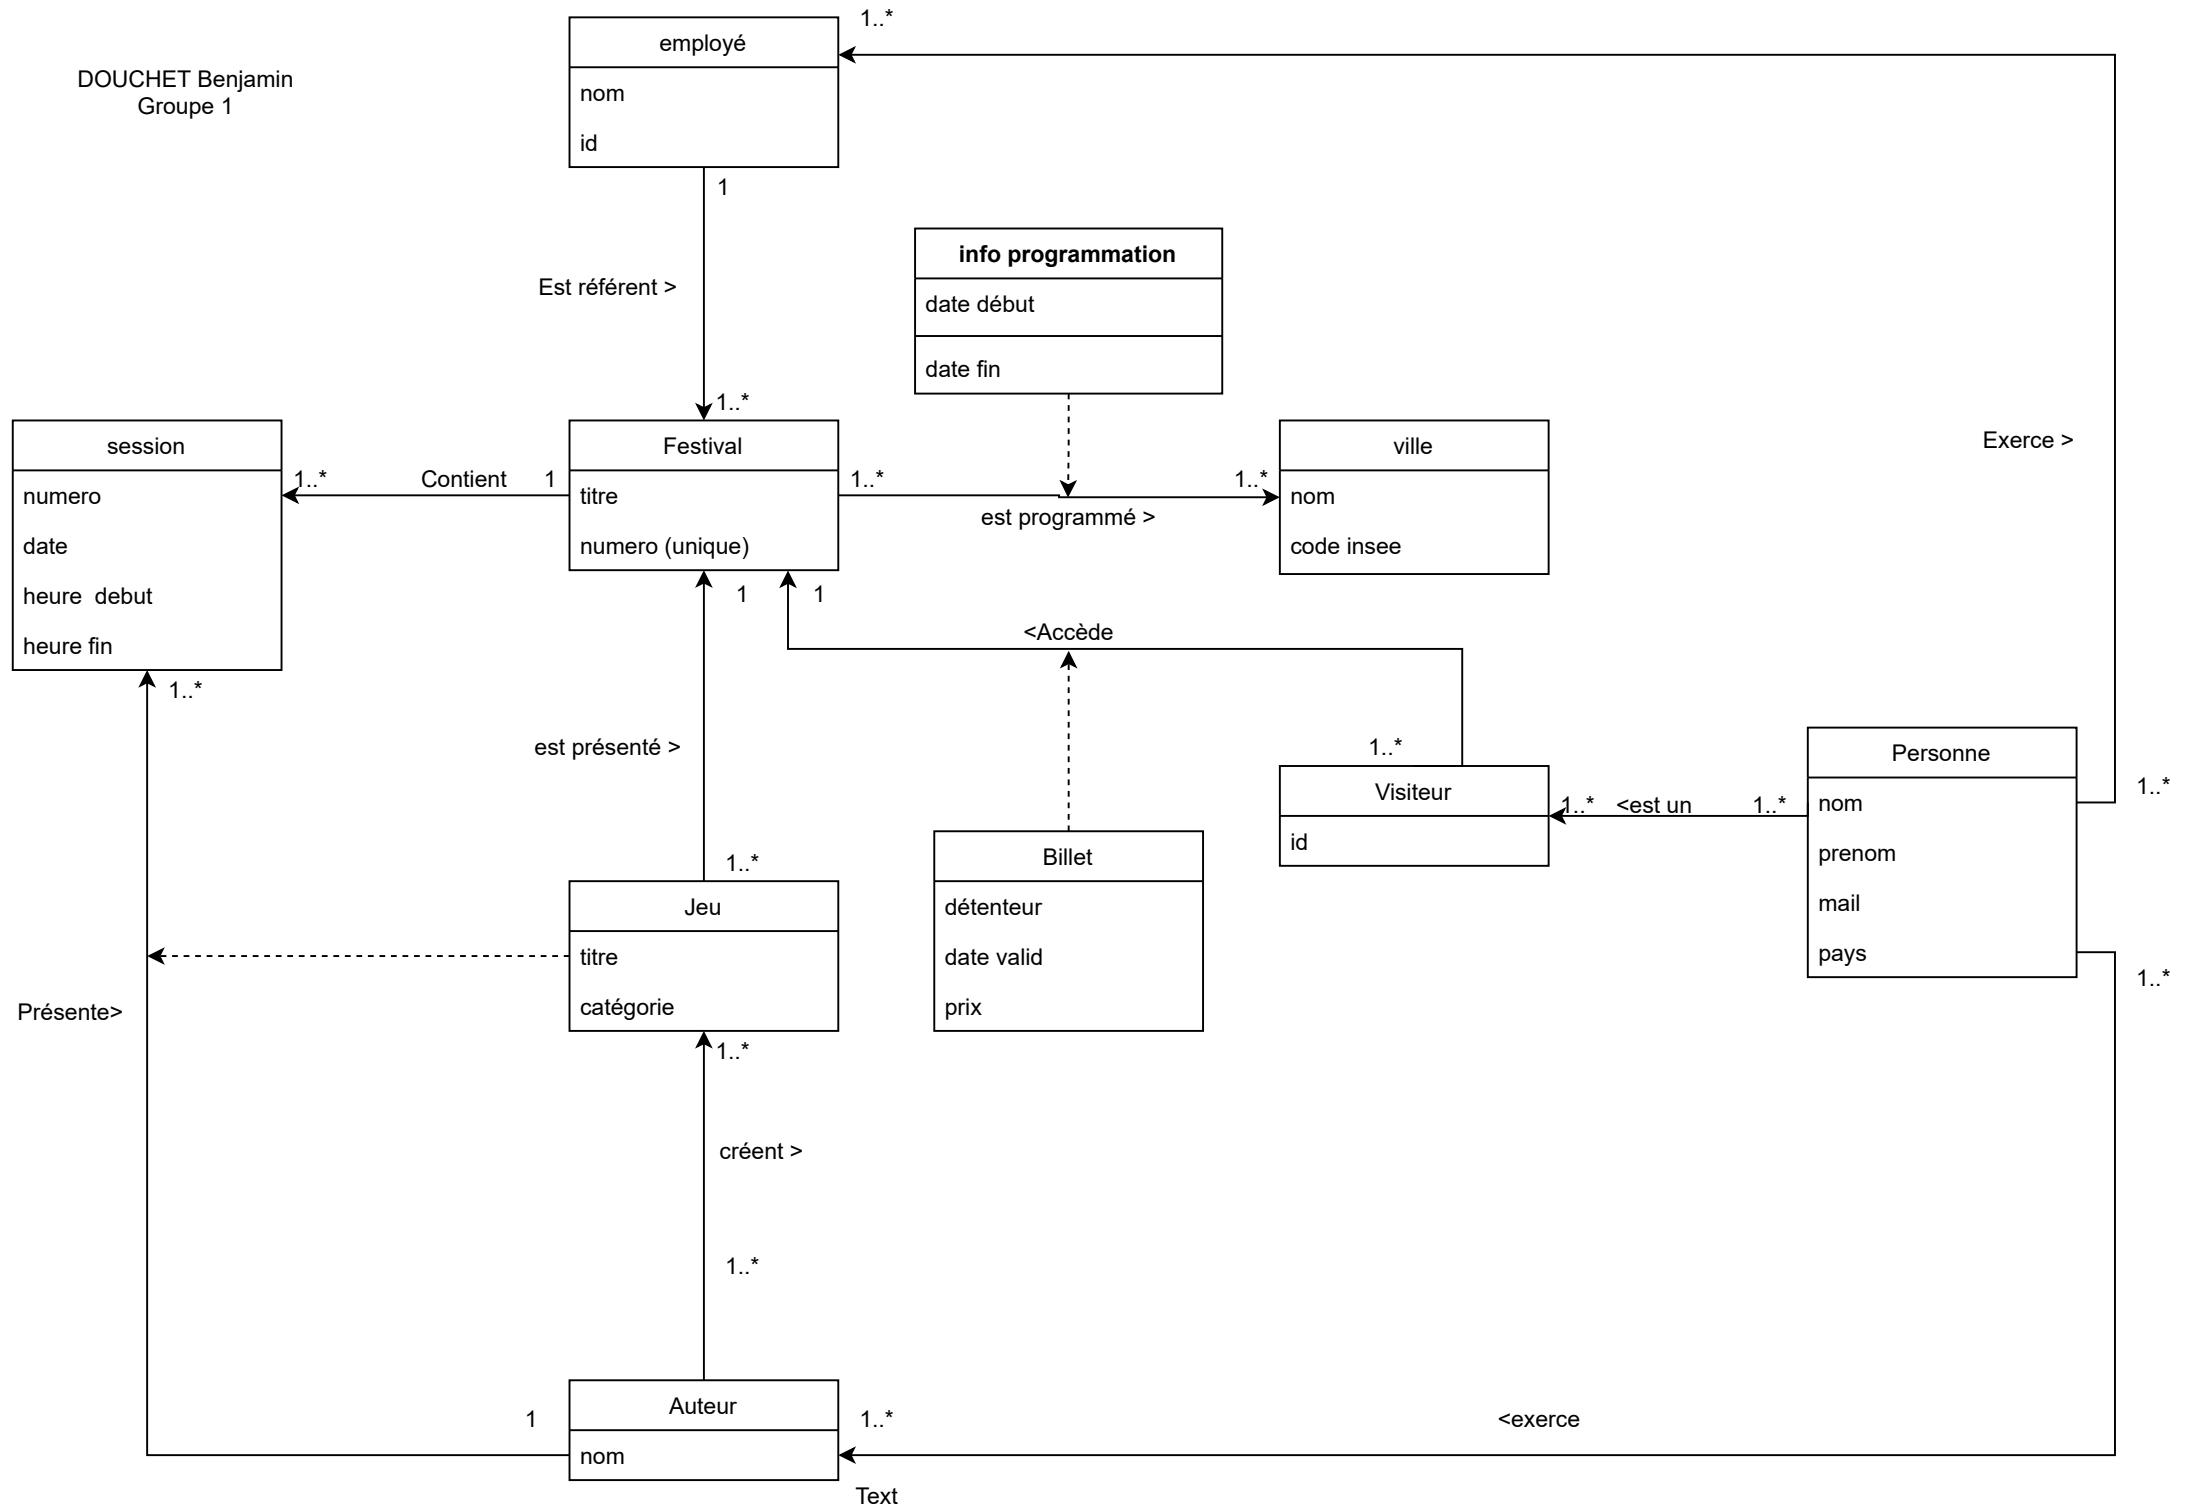 1..*
employé
DOUCHET Benjamin
Groupe 1
nom
id
1
info programmation
Est référent >
date début
date fin
1..*
Exerce >
session
Festival
ville
1..*
Contient
1
1..*
1..*
numero
titre
nom
est programmé >
date
numero (unique)
code insee
heure  debut
1
1
<Accède
heure fin
1..*
est présenté >
1..*
Personne
1..*
Visiteur
1..*
<est un
1..*
nom
id
prenom
1..*
Billet
mail
Jeu
détenteur
titre
date valid
pays
1..*
Présente>
catégorie
prix
1..*
créent >
1..*
Auteur
1
1..*
<exerce
nom
Text